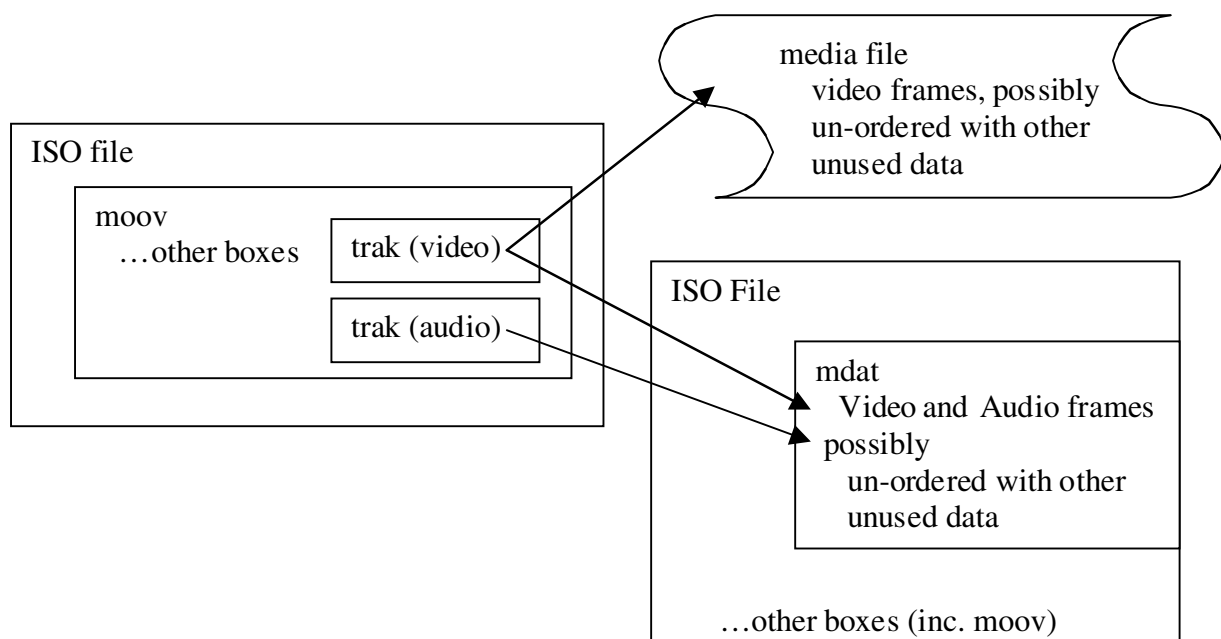 media file
video frames, possibly
un-ordered with other
unused data
ISO file
moov
…other boxes
trak (video)
trak (audio)
ISO File
mdat
Video and Audio frames
possibly
un-ordered with other
unused data
…other boxes (inc. moov)